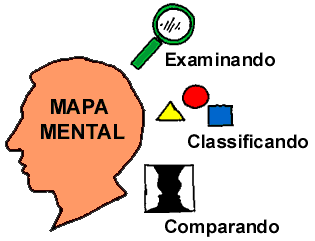 Examinando
MAPA
MENTAL
Classificando
Comparando